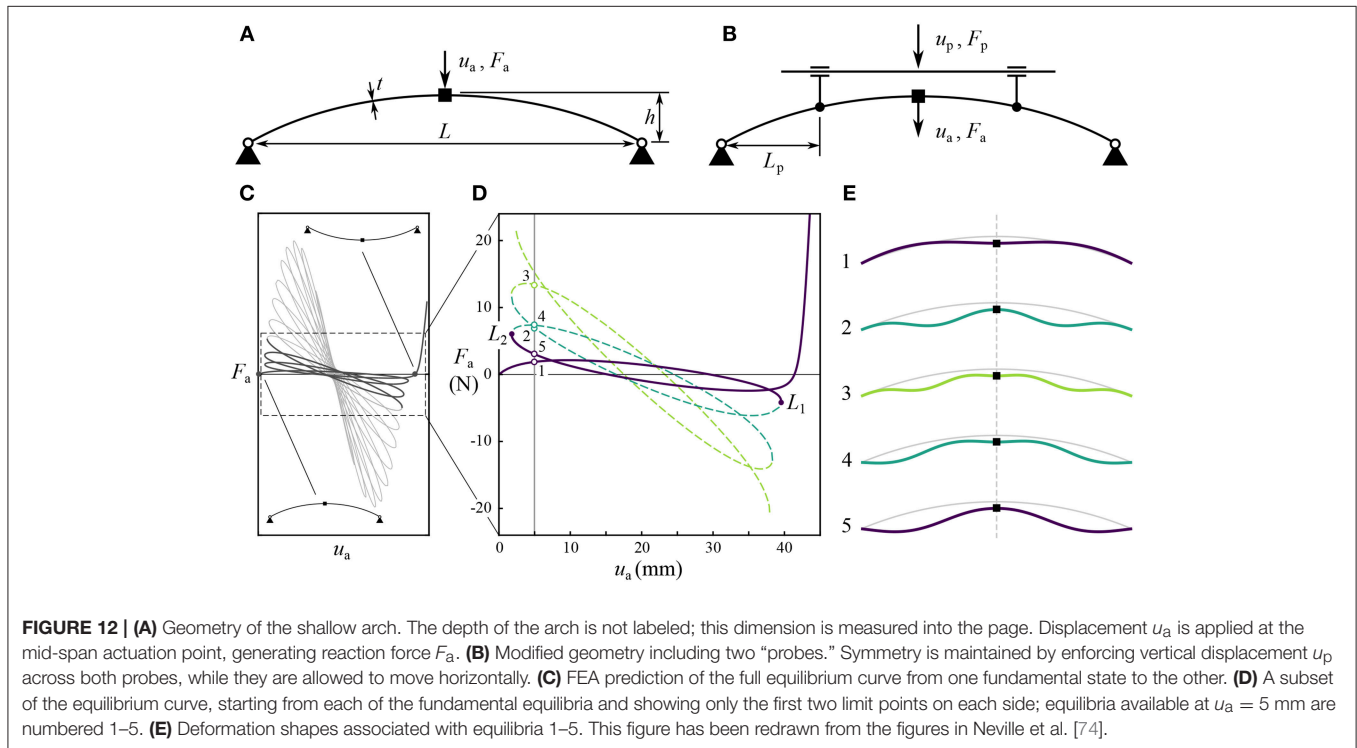 A
B
u_a , F_a
u_p , F_p
t
h
L
u_a , F_a
L_p
C
D
E
F_a
u_a
20
10
0
-10
-20
F_a
(N)
L_2
3
4
2
5
1
L_1
0
10
20
30
40
u_a (mm)
1
2
3
4
5
FIGURE 12 | (A) Geometry of the shallow arch. The depth of the arch is not labeled; this dimension is measured into the page. Displacement u_a is applied at the
mid-span actuation point, generating reaction force F_a. (B) Modified geometry including two “probes.” Symmetry is maintained by enforcing vertical displacement u_p
across both probes, while they are allowed to move horizontally. (C) FEA prediction of the full equilibrium curve from one fundamental state to the other. (D) A subset
of the equilibrium curve, starting from each of the fundamental equilibria and showing only the first two limit points on each side; equilibria available at u_a = 5 mm are
numbered 1–5. (E) Deformation shapes associated with equilibria 1–5. This figure has been redrawn from the figures in Neville et al. [74].